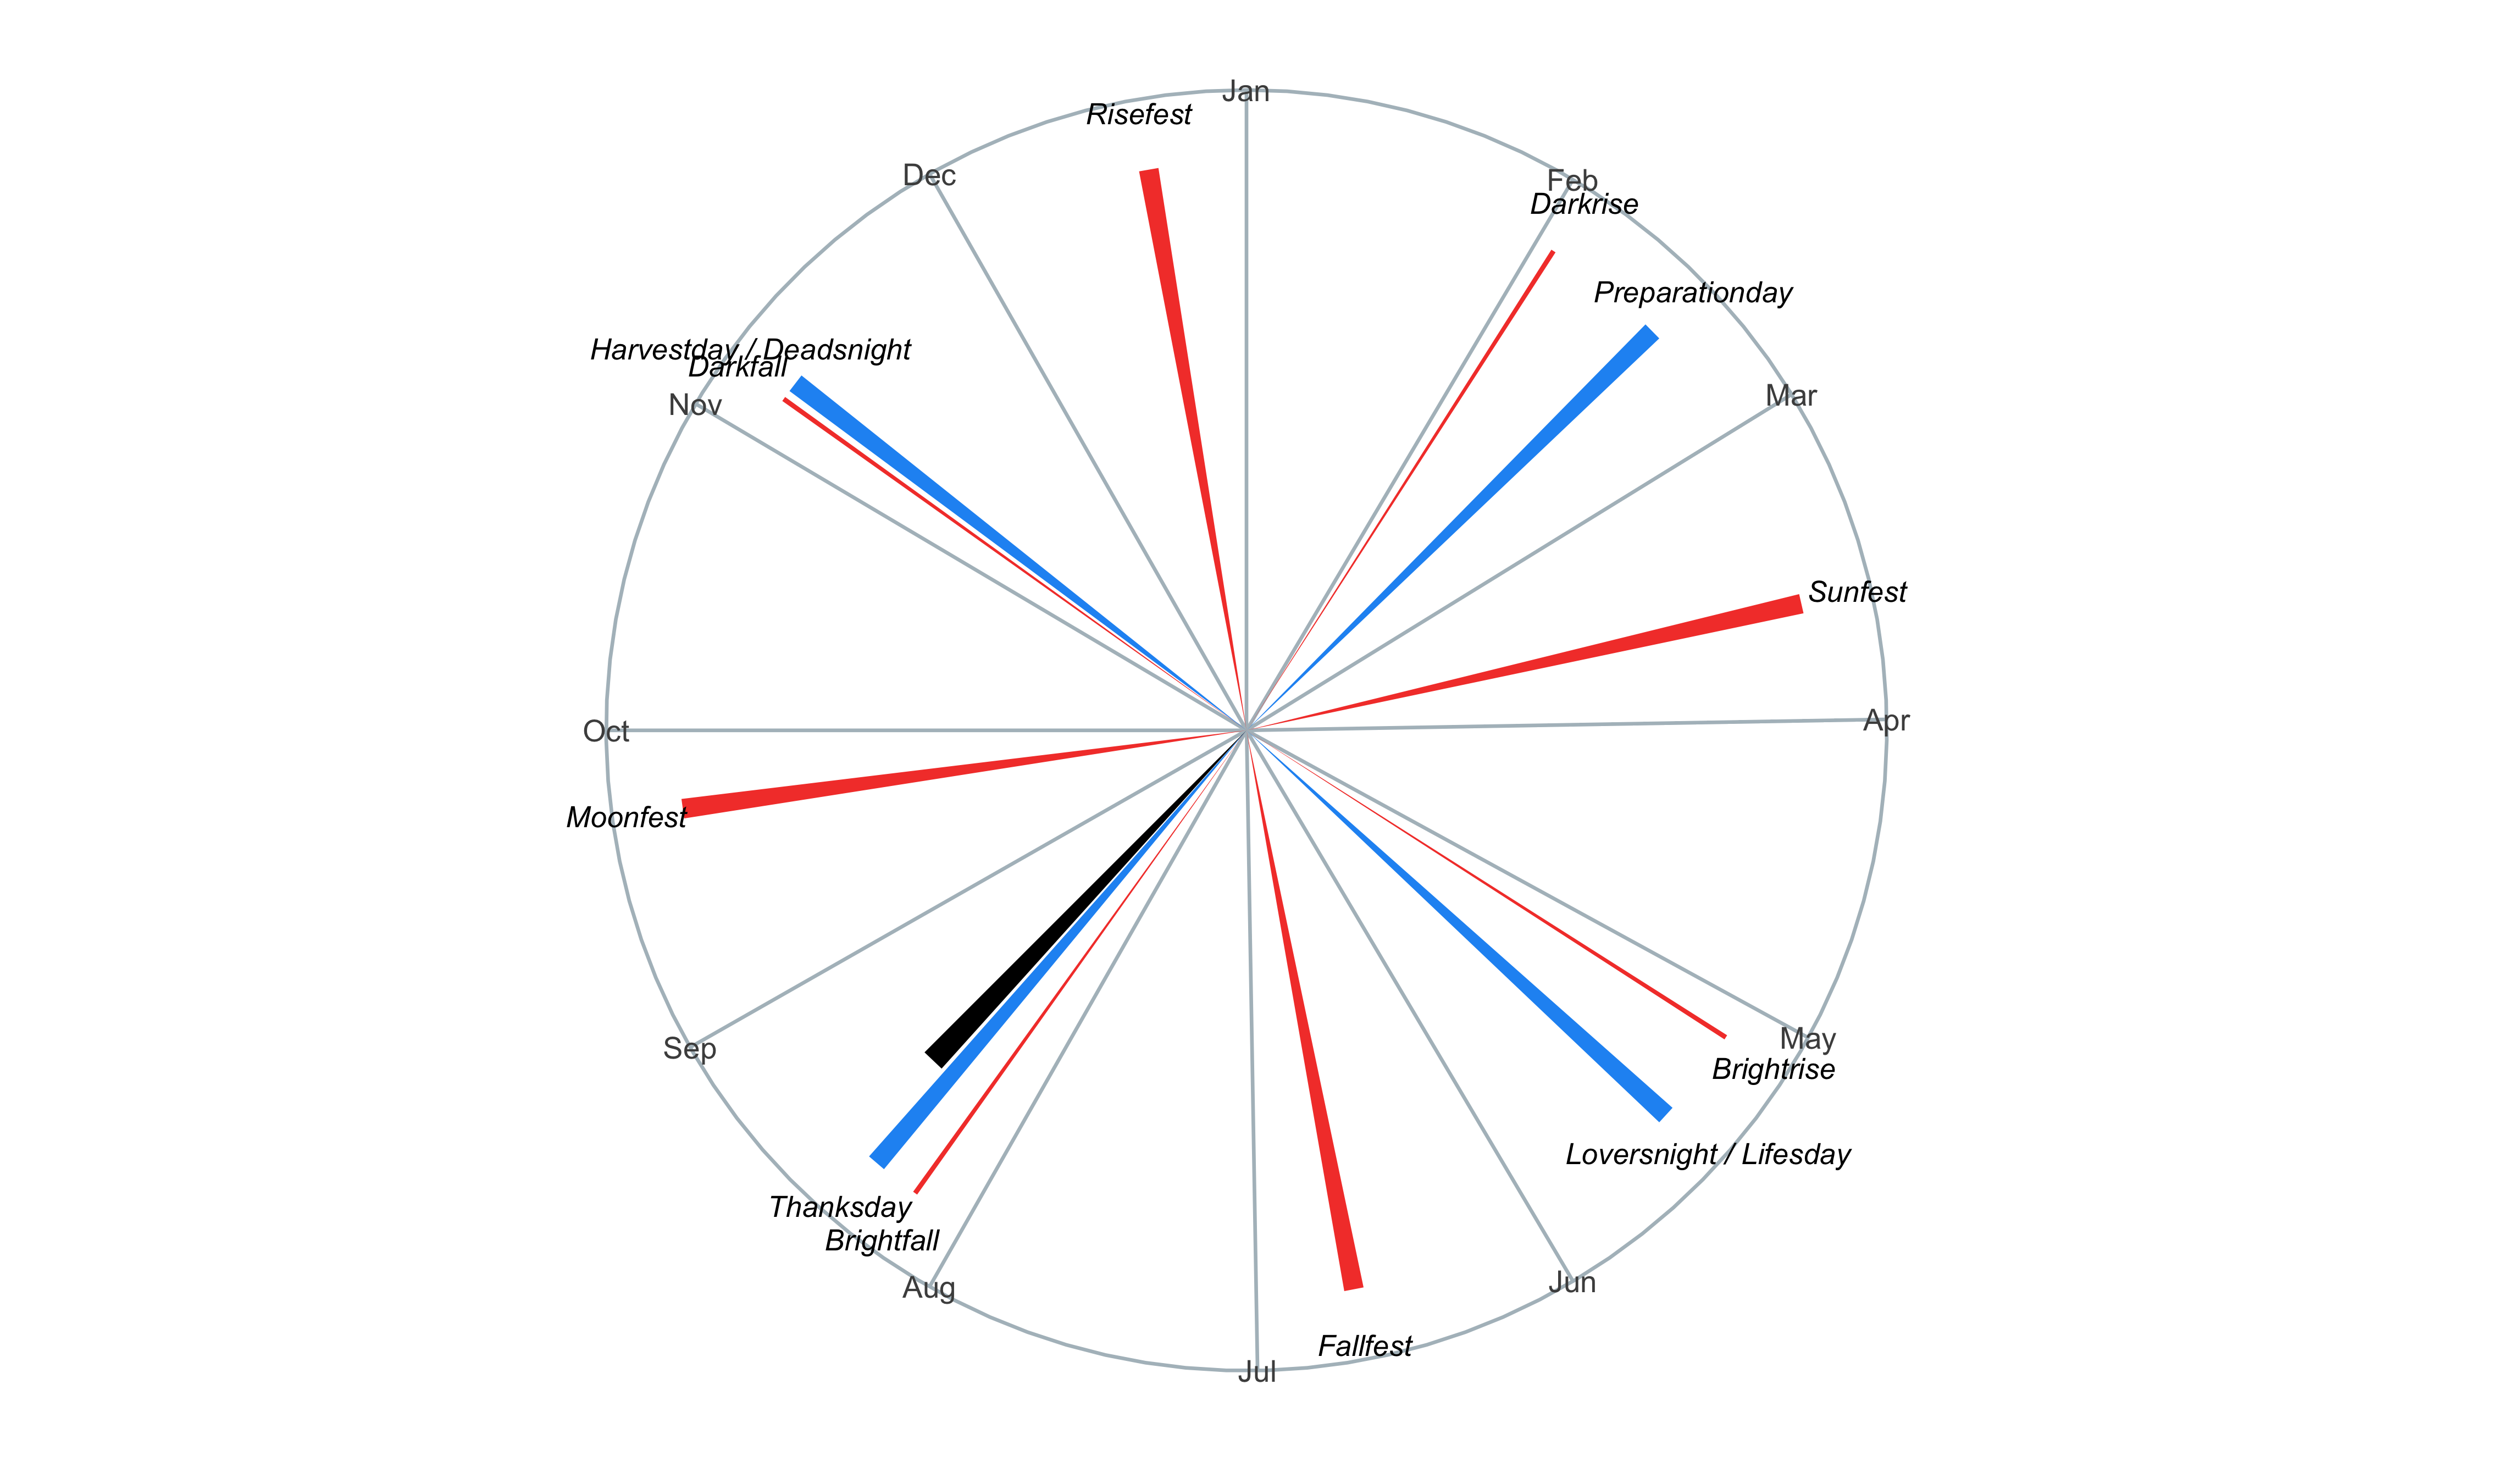 Jan
Risefest
Dec
Feb
Darkrise
Preparationday
Harvestday / Deadsnight
Darkfall
Nov
Mar
Sunfest
Oct
Apr
Moonfest
Sep
May
Brightrise
Loversnight / Lifesday
Thanksday
Brightfall
Aug
Jun
Fallfest
Jul